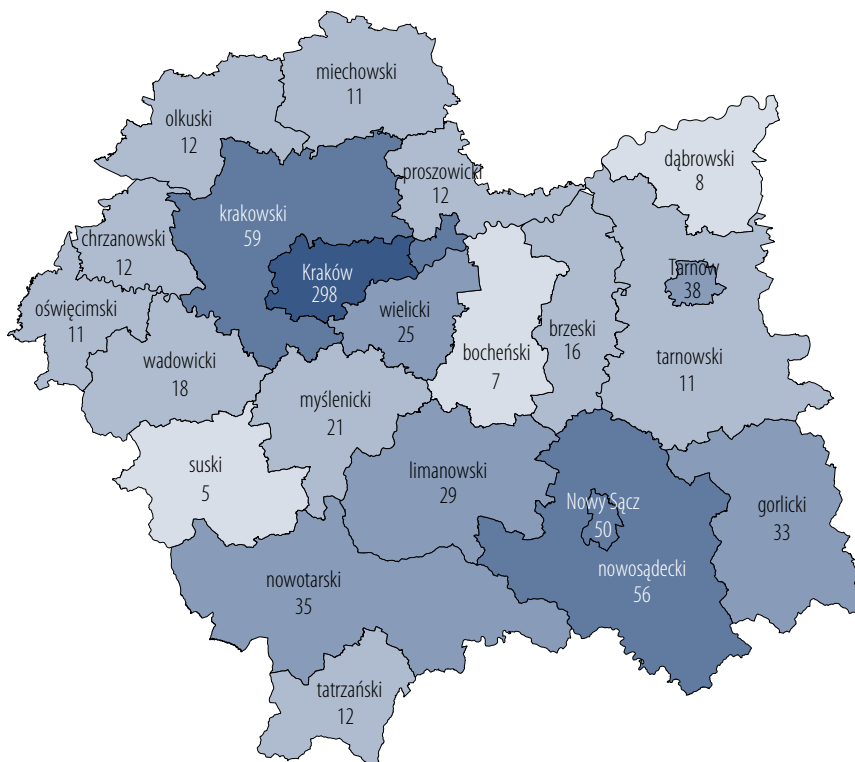 miechowski
11
olkuski
12
dąbrowski
8
proszowicki
12
krakowski
59
chrzanowski
12
Kraków
298
Tarnów
38
oświęcimski
11
wielicki
25
brzeski
16
bocheński
7
tarnowski
11
wadowicki
18
myślenicki
21
suski
5
limanowski
29
Nowy Sącz
50
gorlicki
33
nowosądecki
56
nowotarski
35
tatrzański
12